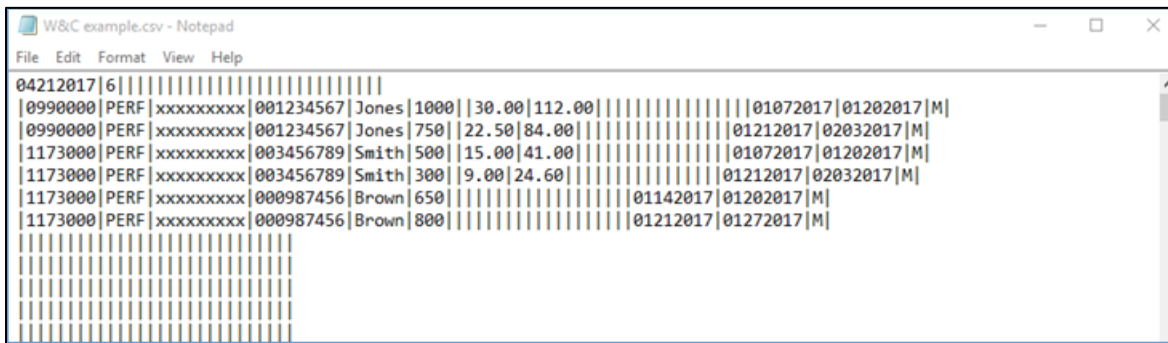 W&C example.csv - Notepad
File Edit Format View Help
04212017|6|||||||||||||||||||||||||||
|0990000|PERF|xxxxxxxxx|001234567|Jones|1000||30.00|112.00||||||||||||||||01072017|01202017|M|
|0990000|PERF|xxxxxxxxx|001234567|Jones|750||22.50|84.00||||||||||||||||01212017|02032017|M|
|1173000|PERF|xxxxxxxxx|003456789|Smith|500||15.00|41.00||||||||||||||||01072017|01202017|M|
|1173000|PERF|xxxxxxxxx|003456789|Smith|300||9.00|24.60||||||||||||||||01212017|02032017|M|
|1173000|PERF|xxxxxxxxx|000987456|Brown|650|||||||||||||||||||01142017|01202017|M|
|1173000|PERF|xxxxxxxxx|000987456|Brown|800|||||||||||||||||||01212017|01272017|M|
||||||||||||||||||||||||||||
||||||||||||||||||||||||||||
||||||||||||||||||||||||||||
||||||||||||||||||||||||||||
||||||||||||||||||||||||||||